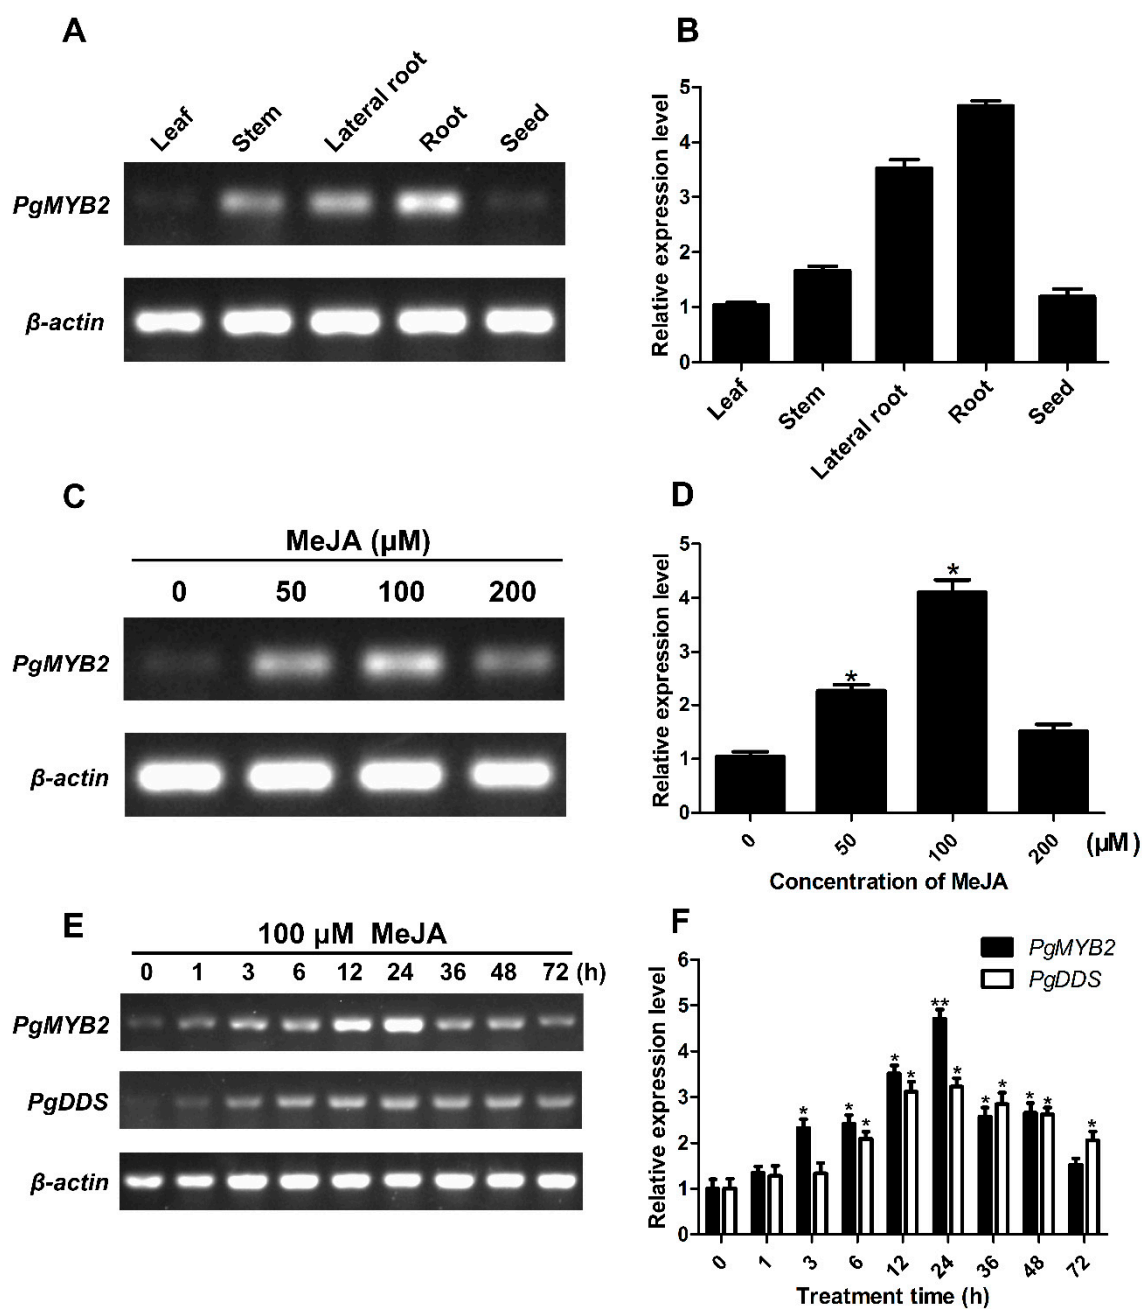 A
Leaf Stem Lateral root Root Seed
PgMYB2
β-actin
B
Relative expression level
5
4
3
2
1
0
Leaf Stem Lateral root Root Seed
C
MeJA (μM)
0 50 100 200
PgMYB2
β-actin
D
Relative expression level
5
4
3
2
1
0
* * 
0 50 100 200 (μM)
Concentration of MeJA
E
100 μM MeJA
0 1 3 6 12 24 36 48 72 (h)
PgMYB2
PgDDS
β-actin
F
PgMYB2
PgDDS
Relative expression level
6
5
4
3
2
1
0
* * * * * ** * * * * * *
0 1 3 6 12 24 36 48 72
Treatment time (h)